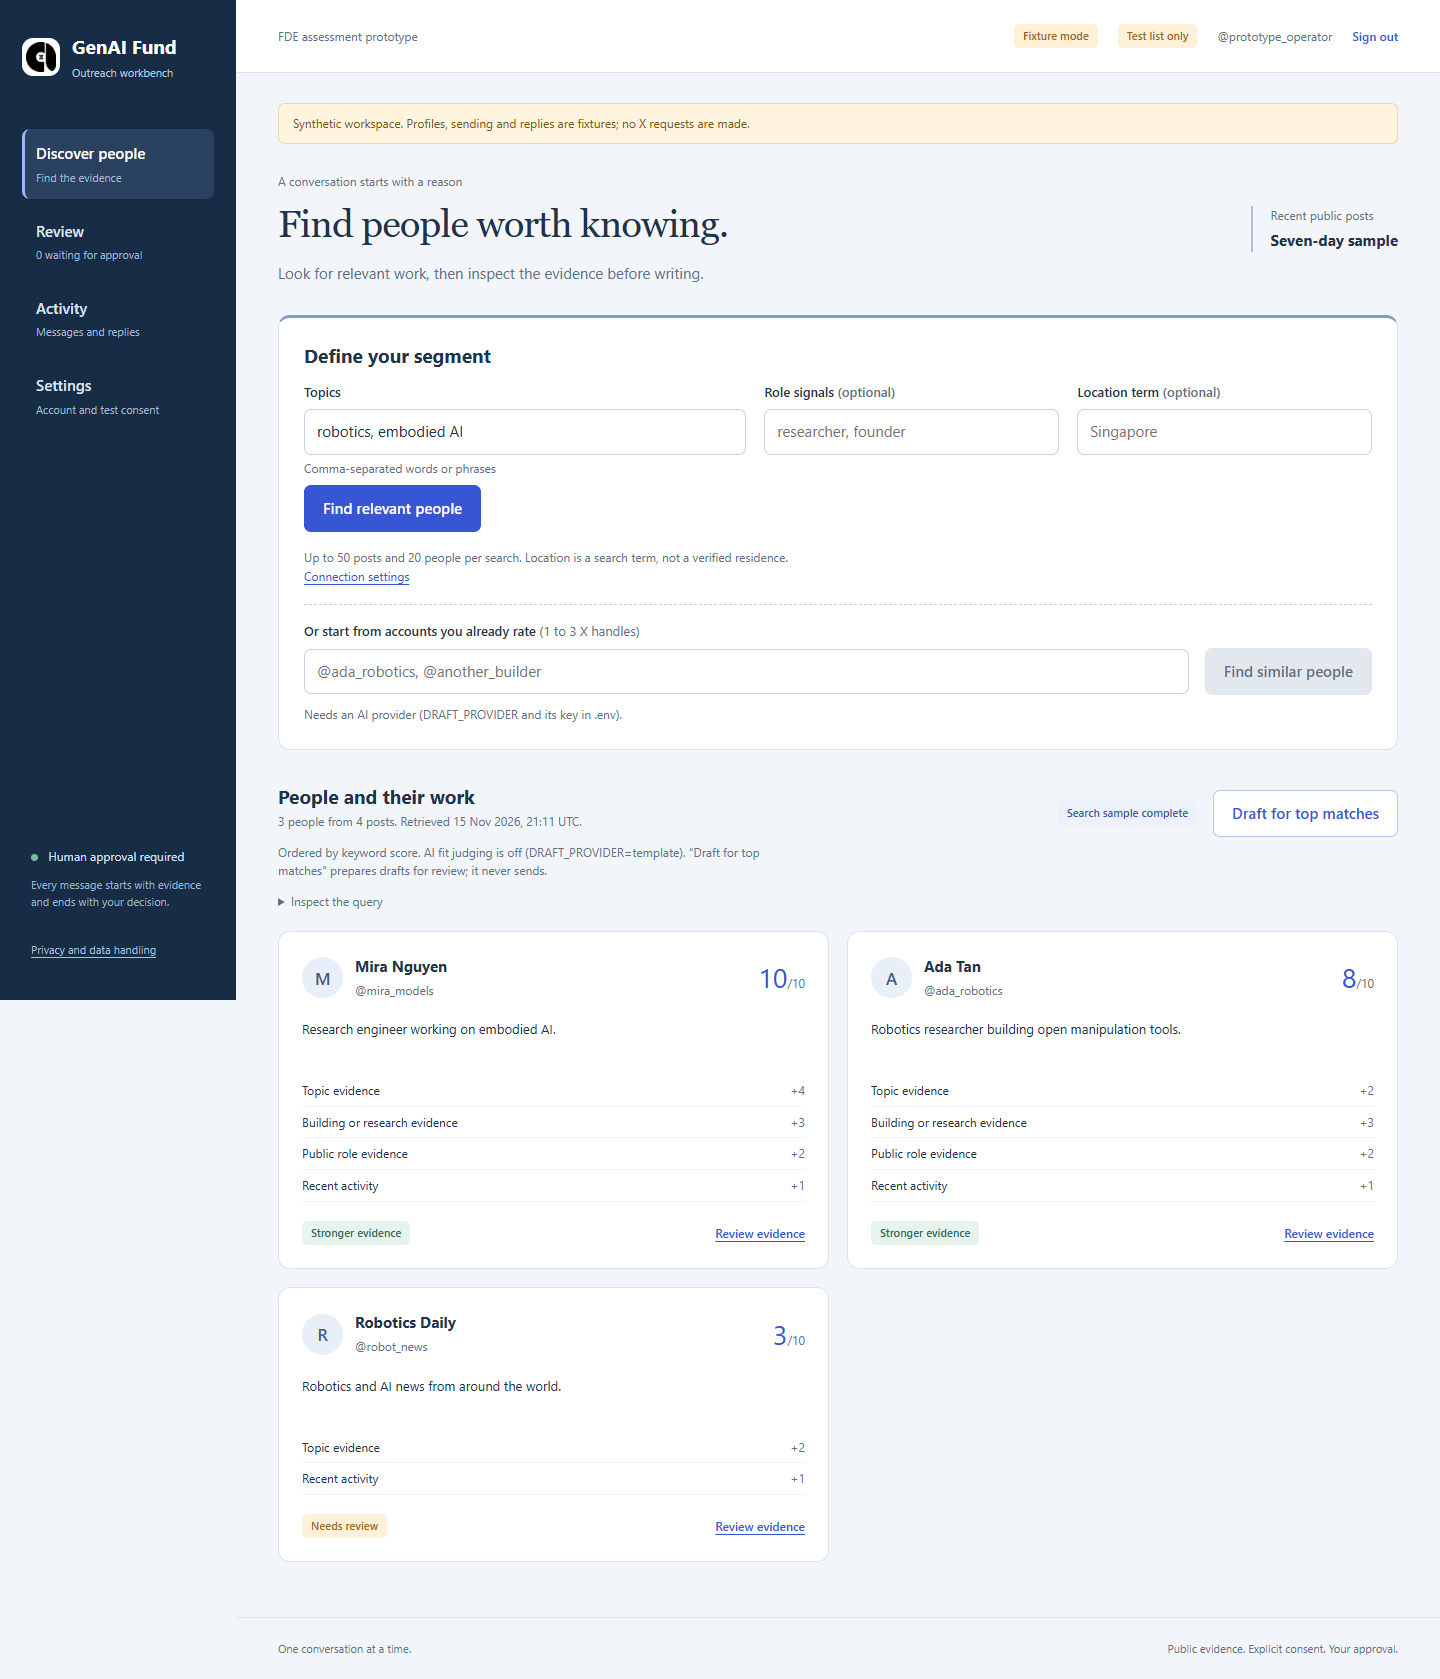 GenAI Fund
Outreach workbench
Discover people
Find the evidence
Review
0 waiting for approval
Activity
Messages and replies
Settings
Account and test consent
Human approval required
Every message starts with evidence
and ends with your decision.
Privacy and data handling
FDE assessment prototype
Fixture mode
Test list only
@prototype_operator
Sign out
Synthetic workspace. Profiles, sending and replies are fixtures; no X requests are made.
A conversation starts with a reason
Find people worth knowing.
Look for relevant work, then inspect the evidence before writing.
Recent public posts
Seven-day sample
Define your segment
Topics
Role signals (optional)
Location term (optional)
robotics, embodied AI
researcher, founder
Singapore
Comma-separated words or phrases
Find relevant people
Up to 50 posts and 20 people per search. Location is a search term, not a verified residence.
Connection settings
Or start from accounts you already rate (1 to 3 X handles)
@ada_robotics, @another_builder
Find similar people
Needs an AI provider (DRAFT_PROVIDER and its key in .env).
People and their work
3 people from 4 posts. Retrieved 15 Nov 2026, 21:11 UTC.
Search sample complete
Draft for top matches
Ordered by keyword score. AI fit judging is off (DRAFT_PROVIDER=template). “Draft for top
matches” prepares drafts for review; it never sends.
Inspect the query
M
Mira Nguyen
@mira_models
10/10
Research engineer working on embodied AI.
Topic evidence +4
Building or research evidence +3
Public role evidence +2
Recent activity +1
Stronger evidence
Review evidence
A
Ada Tan
@ada_robotics
8/10
Robotics researcher building open manipulation tools.
Topic evidence +2
Building or research evidence +3
Public role evidence +2
Recent activity +1
Stronger evidence
Review evidence
R
Robotics Daily
@robot_news
3/10
Robotics and AI news from around the world.
Topic evidence +2
Recent activity +1
Needs review
Review evidence
One conversation at a time.
Public evidence. Explicit consent. Your approval.